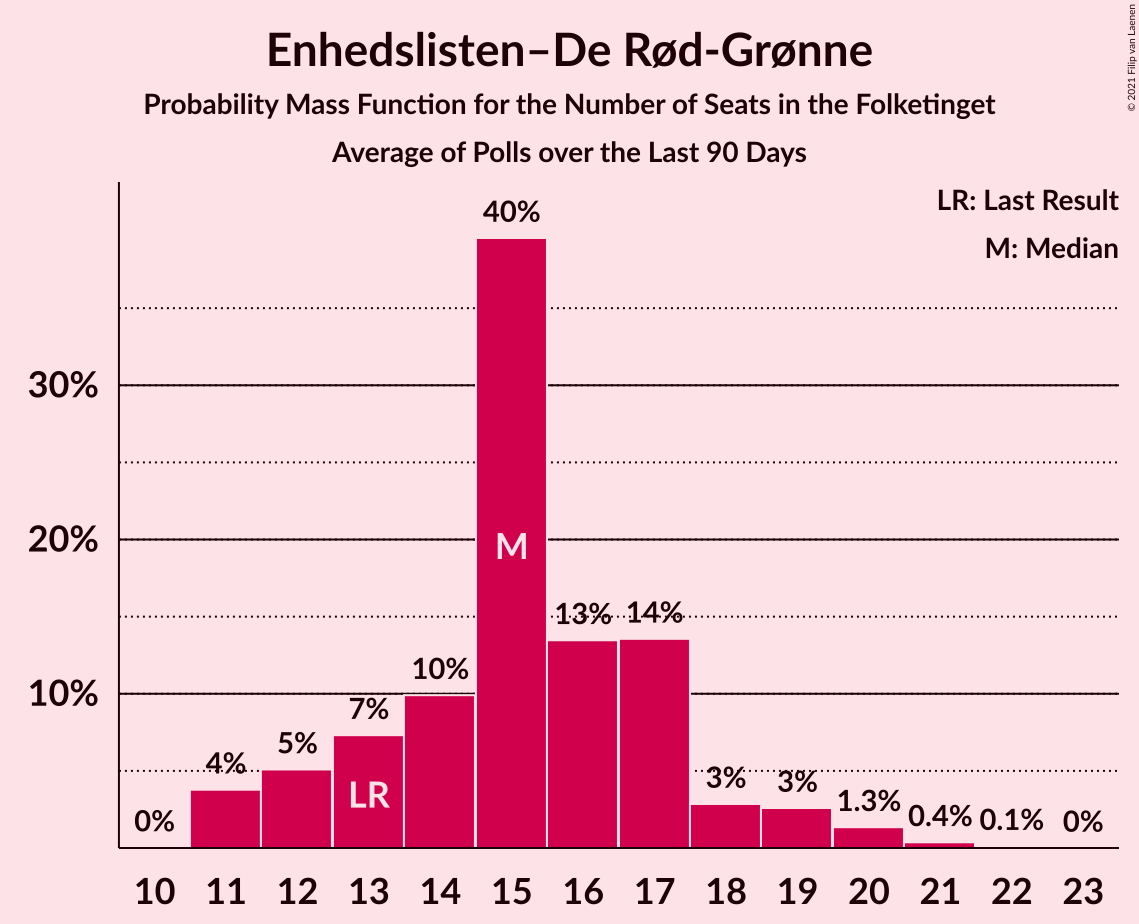 Enhedslisten–De Rød-Grønne
Probability Mass Function for the Number of Seats in the Folketinget
Average of Polls over the Last 90 Days
© 2021 Filip van Laenen
LR: Last Result
M: Median
40%
30%
20%
10%
M
13%
14%
10%
7%
5%
4%
LR
0%
3%
3%
1.3%
0.4%
0.1%
0%
10 11 12 13 14 15 16 17 18 19 20 21 22 23